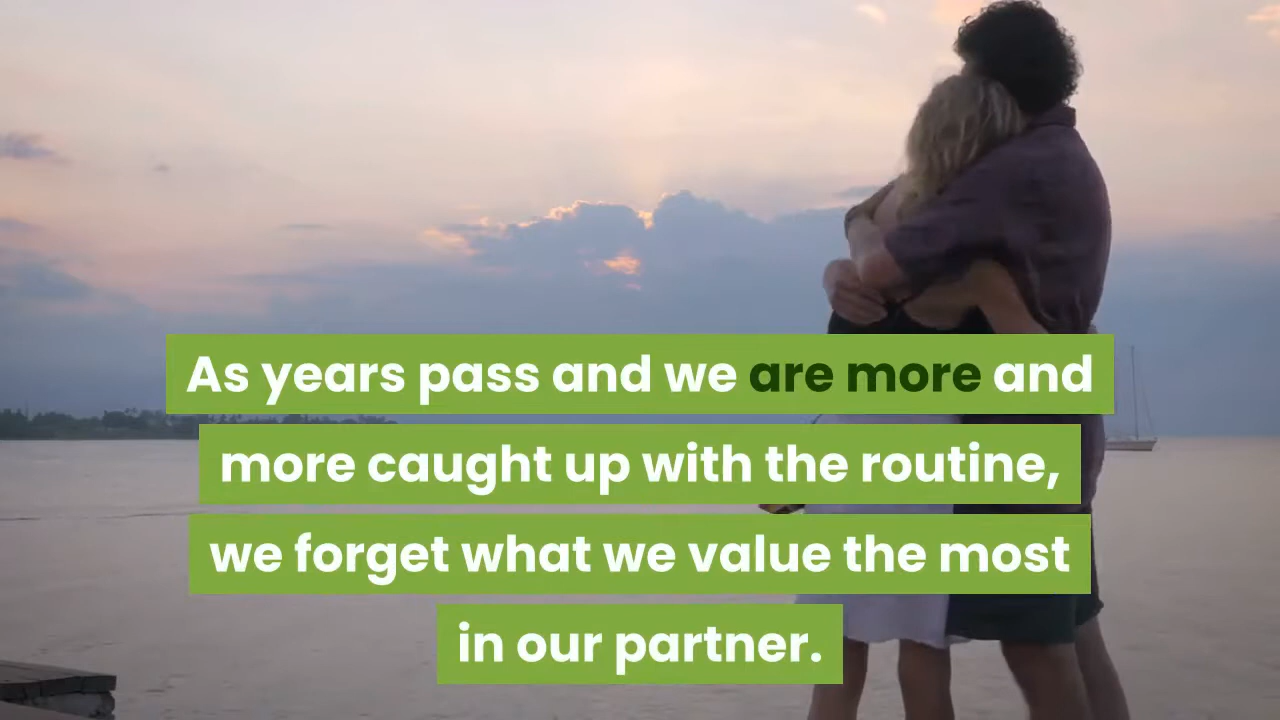 As years pass and we are more and
more caught up with the routine,
we forget what we value the most
in our partner.